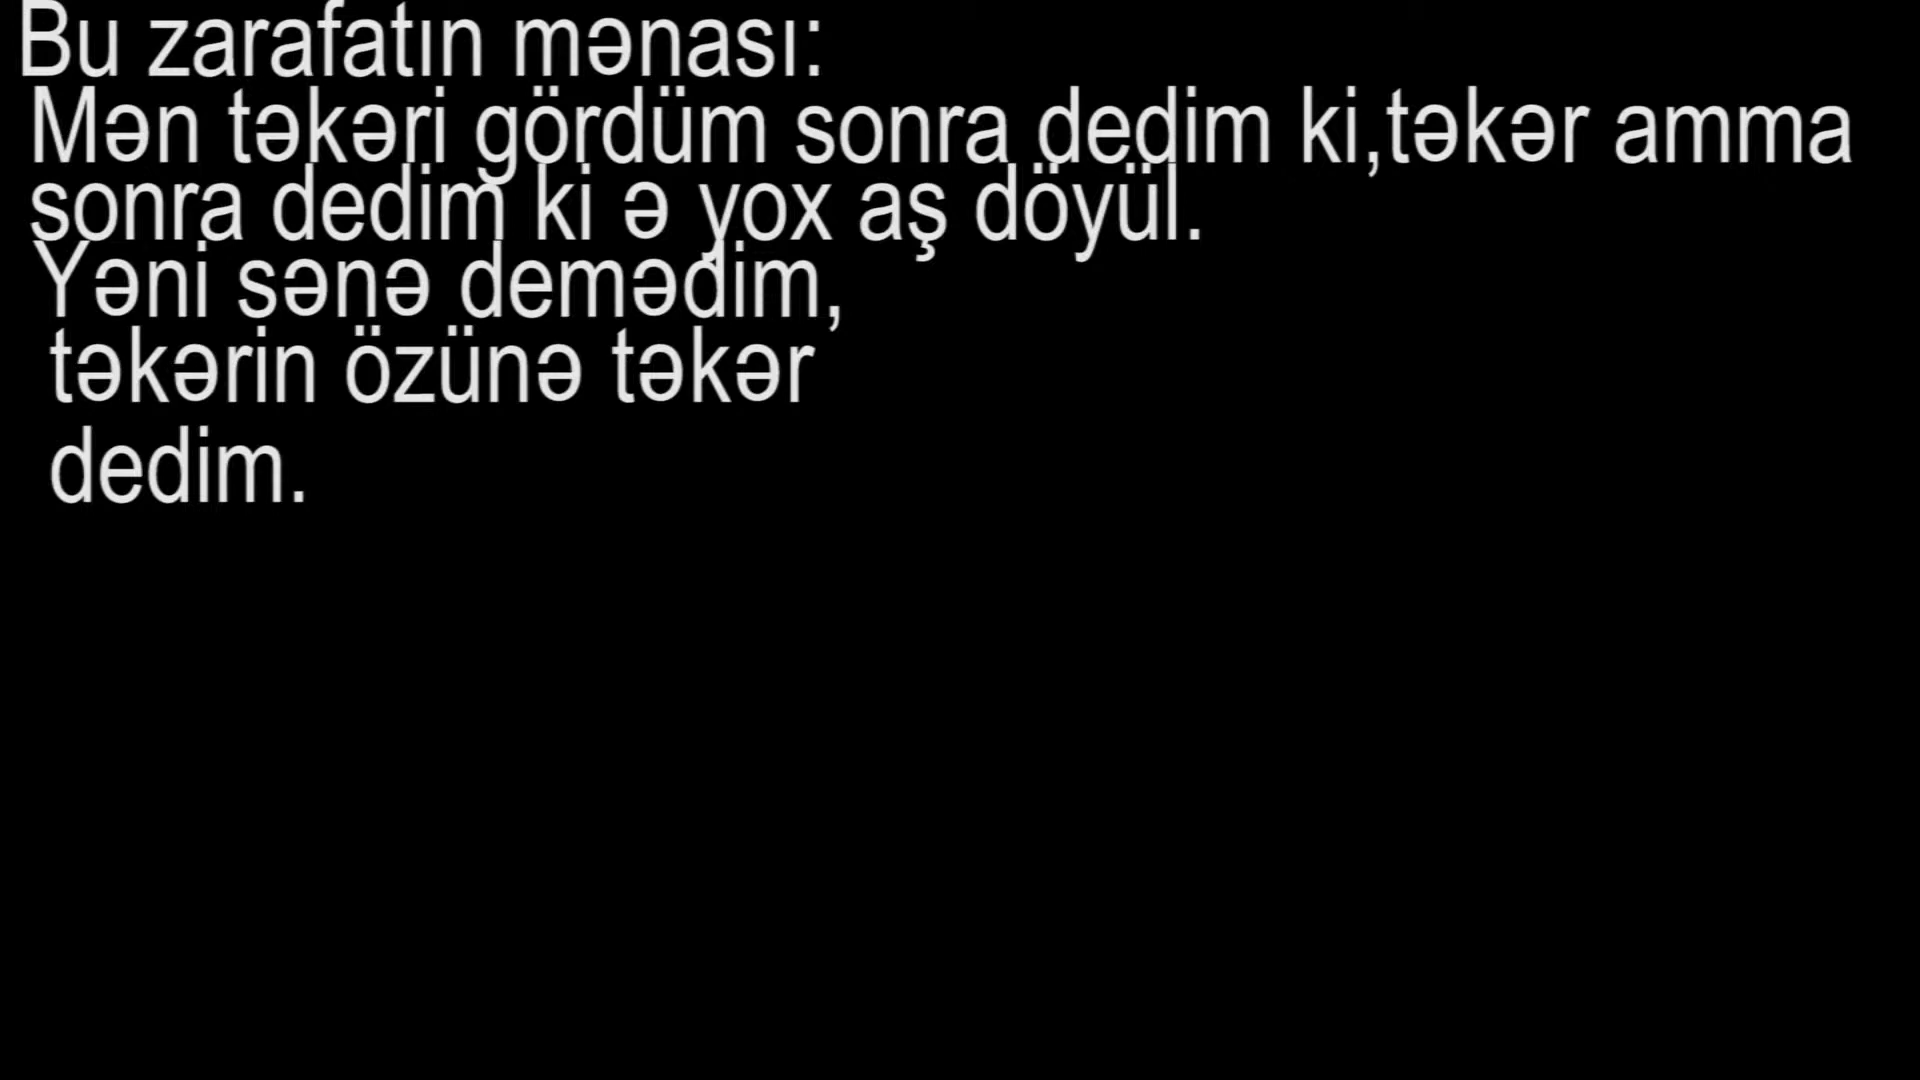 Bu zarafatın mənası:
Mən təkəri gördüm sonra dedim ki,təkər amma
sonra dedim ki ə yox aş döyül.
Yəni sənə demədim,
təkərin özünə təkər
dedim.